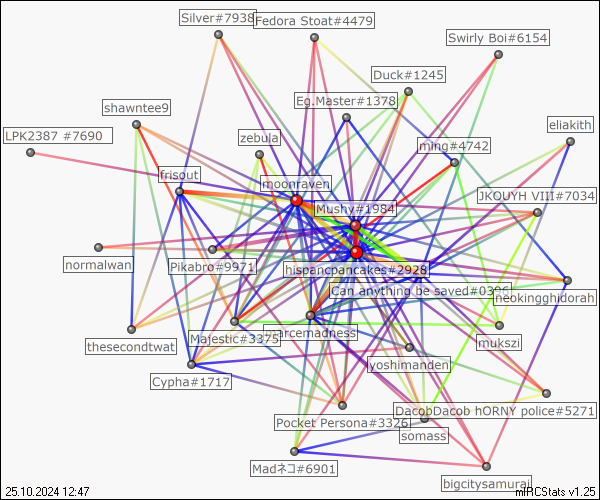 Silver#7938
Fedora Stoat#4479
Swirly Boi#6154
Duck#1245
Eg.Master#1378
shawntee9
eliakith
LPK2387 #7690
zebula
ming#4742
frisout
moonraven
JKOUYH VIII#7034
Mushy#1984
normalwan
Pikabro#9971
hispancpancakes#2928
Can anything be saved#0
neokingghidorah
Majestic#3375
marcemadness
mukszi
thesecondtwat
yoshimanden
Cypha#1717
DacobDacob hORNY police#5271
Pocket Persona#3326
somass
Madネコ#6901
bigcitysamurai
25.10.2024 12:47
mIRCStats v1.25